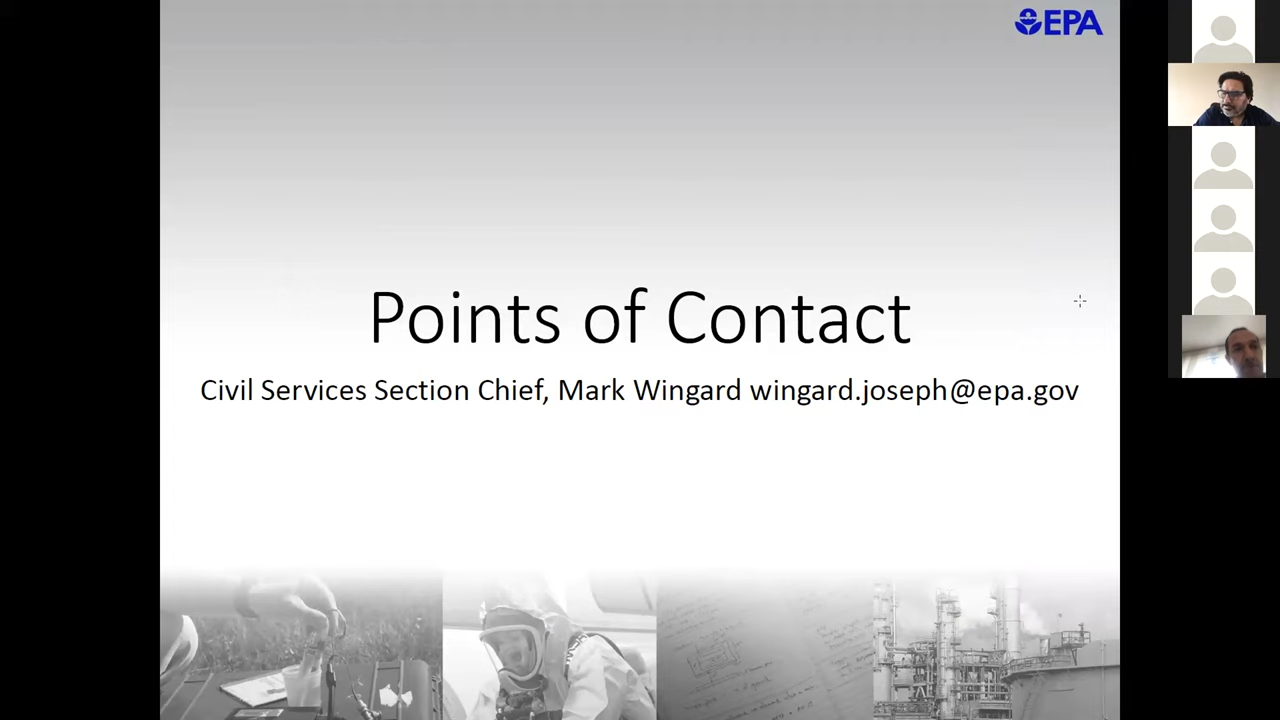 EPA
Points of Contact
Civil Services Section Chief, Mark Wingard wingard.joseph@epa.gov